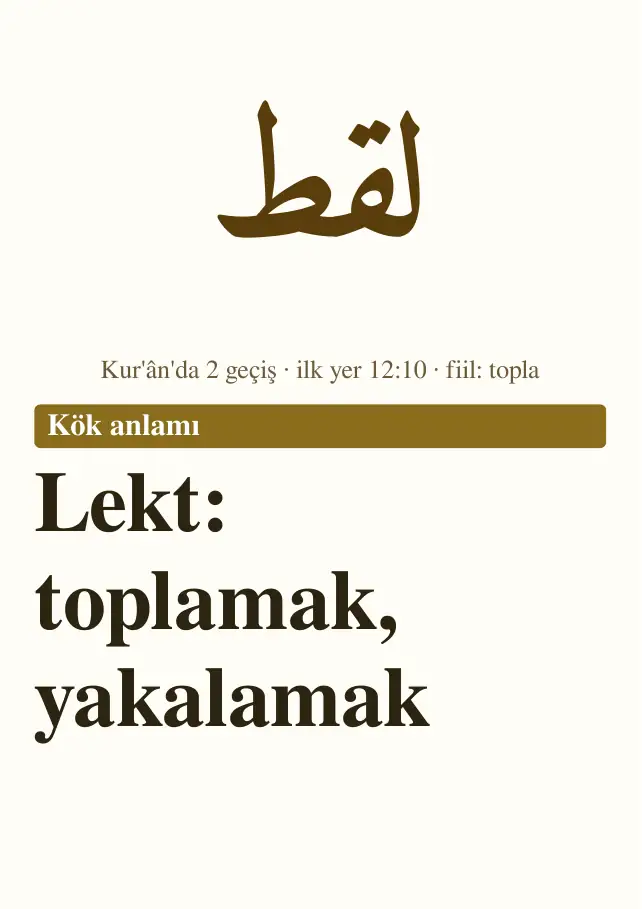 لقط
Kur'ân'da 2 geçiş · ilk yer 12:10 · fiil: topla
Kök anlamı
Lekt:
toplamak,
yakalamak